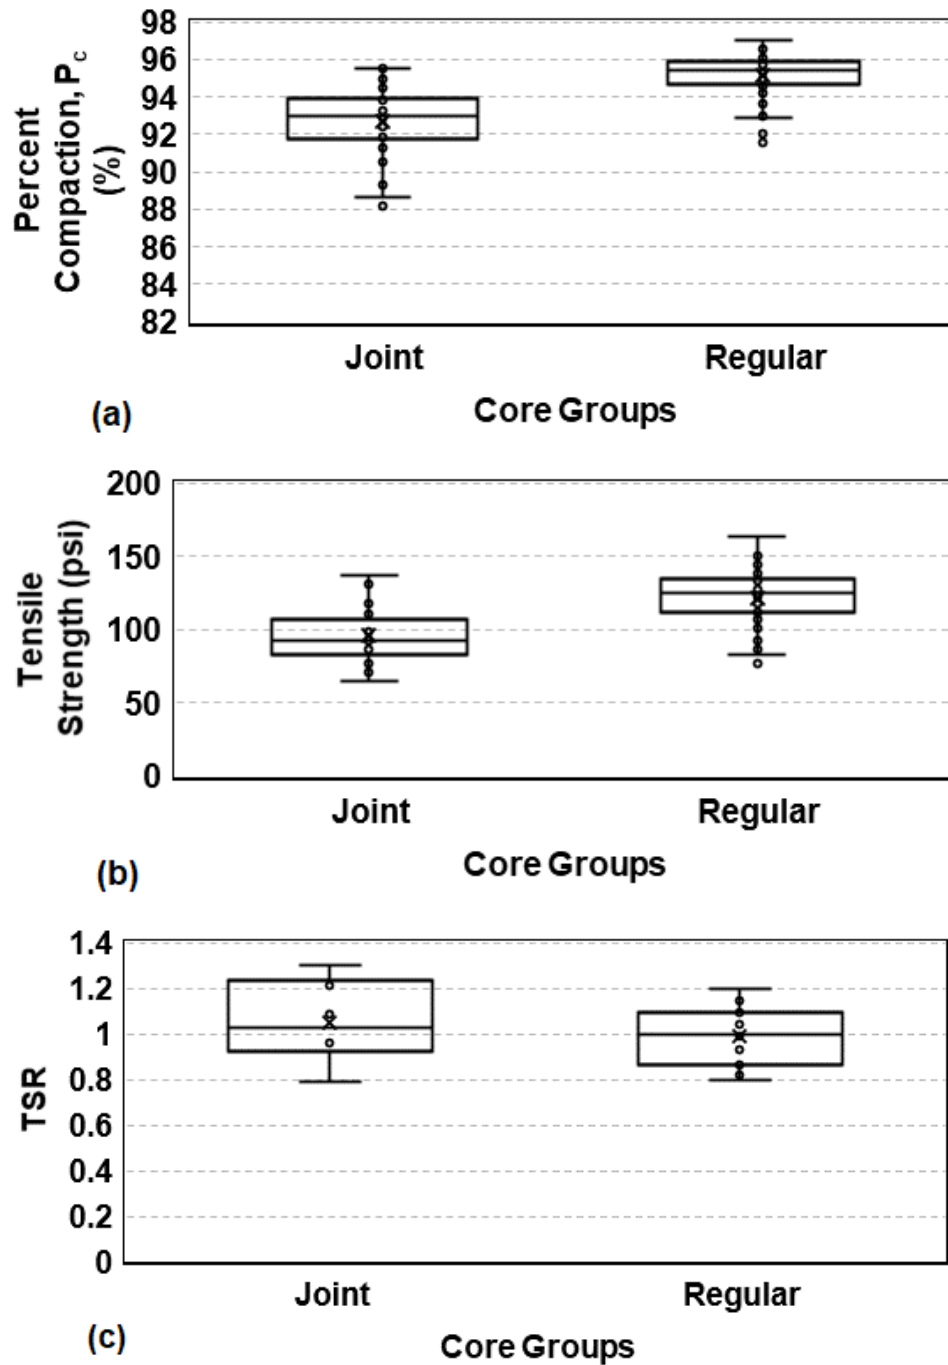 98
96
94
92
90
88
86
84
82
Percent
Compaction, Pc
(%)
Joint Regular
(a) Core Groups
200
150
100
50
0
Tensile
Strength (psi)
Joint Regular
(b) Core Groups
1.4
1.2
1
0.8
0.6
0.4
0.2
0
TSR
Joint Regular
(c) Core Groups